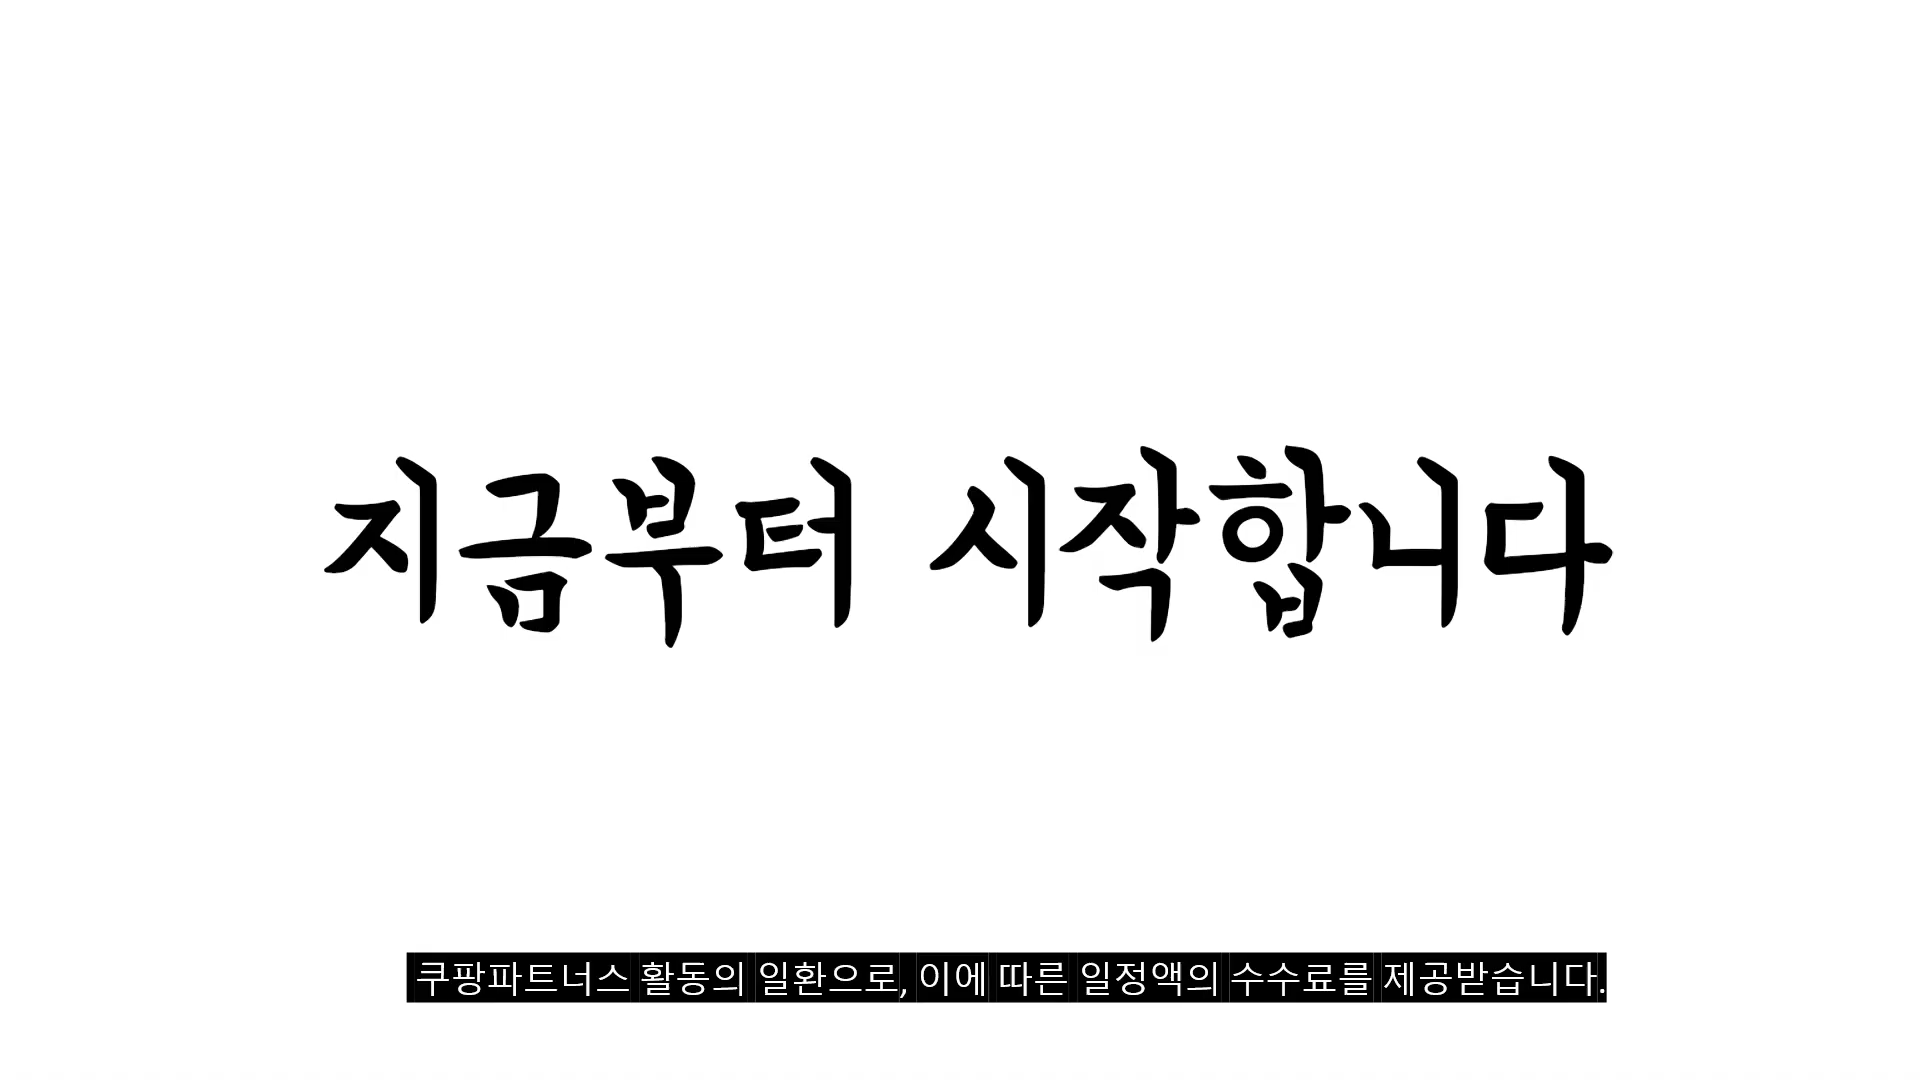 지금부터 시작합니다
쿠팡파트너스 활동의 일환으로, 이에 따른 일정액의 수수료를 제공받습니다.